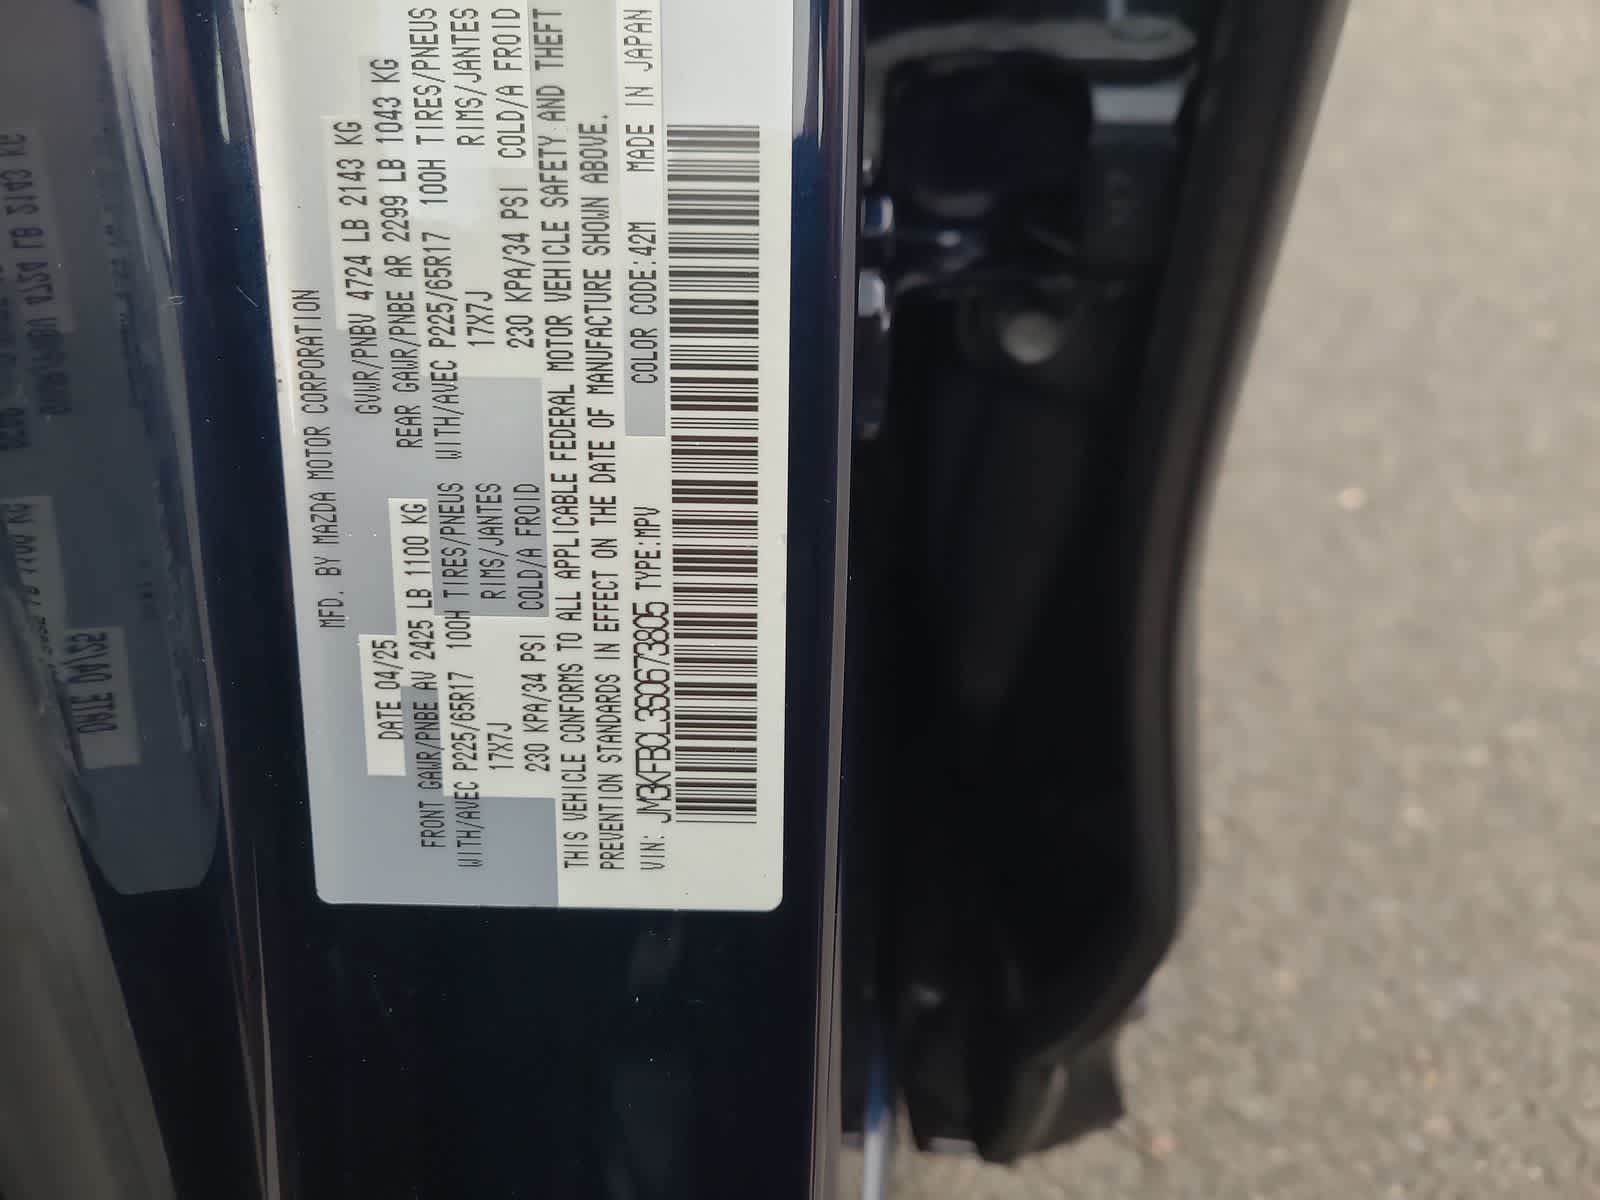 MFD. BY MAZDA MOTOR CORPORATION
DATE 04/25 GVWR/PNBV 4724 LB 2143 KG
FRONT GAWR/PNBE AV 2425 LB 1100 KG REAR GAWR/PNBE AR 2299 LB 1043 KG
WITH/AVEC P225/65R17 100H TIRES/PNEUS WITH/AVEC P225/65R17 100H TIRES/PNEUS
17X7J RIMS/JANTES 17X7J RIMS/JANTES
230 KPA/34 PSI COLD/A FROID 230 KPA/34 PSI COLD/A FROID
THIS VEHICLE CONFORMS TO ALL APPLICABLE FEDERAL MOTOR VEHICLE SAFETY AND THEFT
PREVENTION STANDARDS IN EFFECT ON THE DATE OF MANUFACTURE SHOWN ABOVE.
VIN: JM3KFBCL3S0673805 TYPE:MPV COLOR CODE:42M MADE IN JAPAN